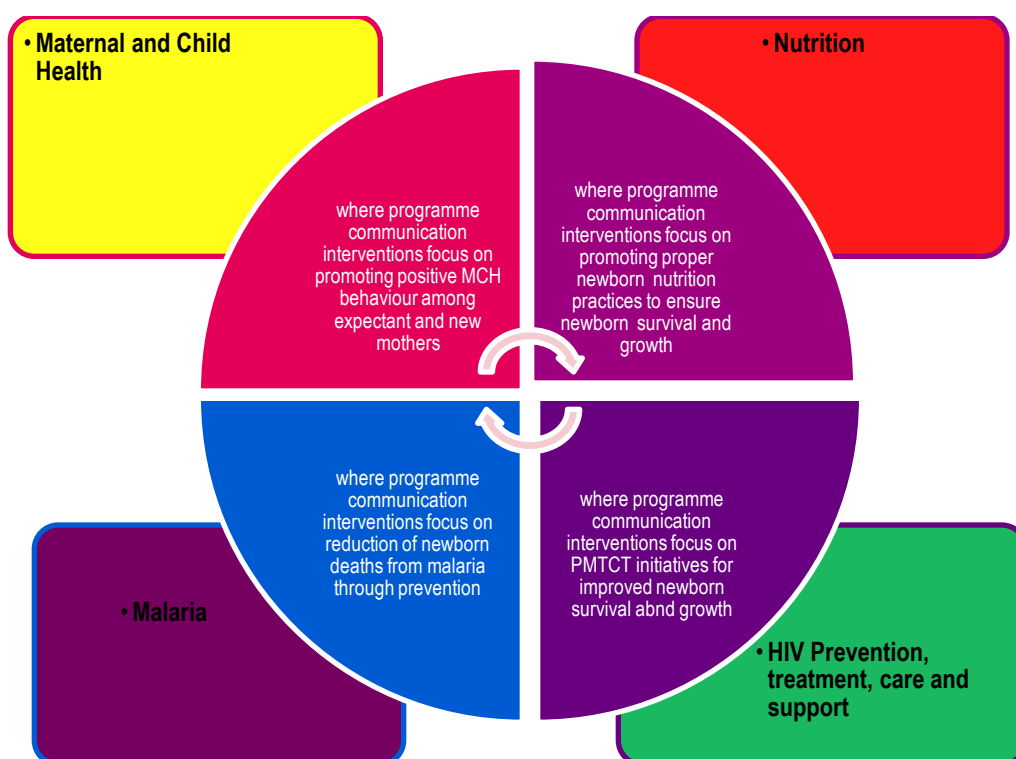 • Maternal and Child
Health
• Nutrition
where programme
communication
interventions focus on
promoting positive MCH
behaviour among
expectant and new
mothers
where programme
communication
interventions focus on
promoting proper
newborn nutrition
practices to ensure
newborn survival and
growth
where programme
communication
interventions focus on
reduction of newborn
deaths from malaria
through prevention
where programme
communication
interventions focus on
PMTCT initiatives for
improved newborn
survival abnd growth
• Malaria
• HIV Prevention,
treatment, care and
support